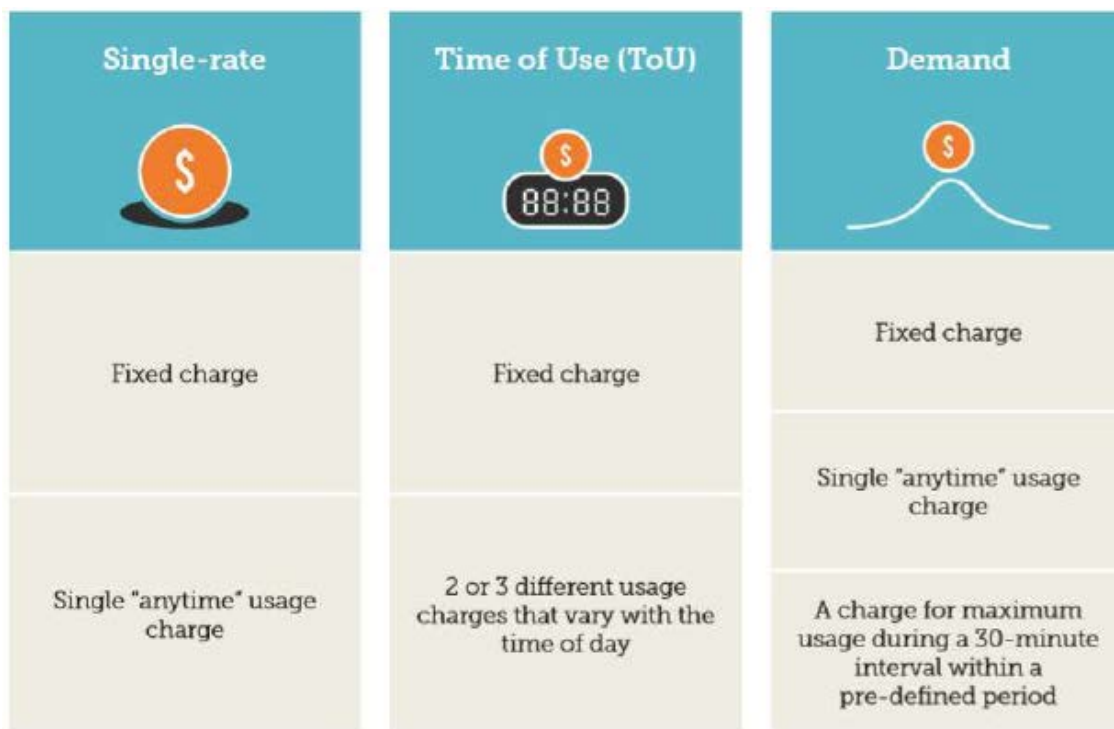 Single-rate
$
Fixed charge
Single "anytime" usage
charge
Time of Use (ToU)
$
88:88
Fixed charge
2 or 3 different usage
charges that vary with the
time of day
Demand
$
Fixed charge
Single "anytime" usage
charge
A charge for maximum
usage during a 30-minute
interval within a
pre-defined period